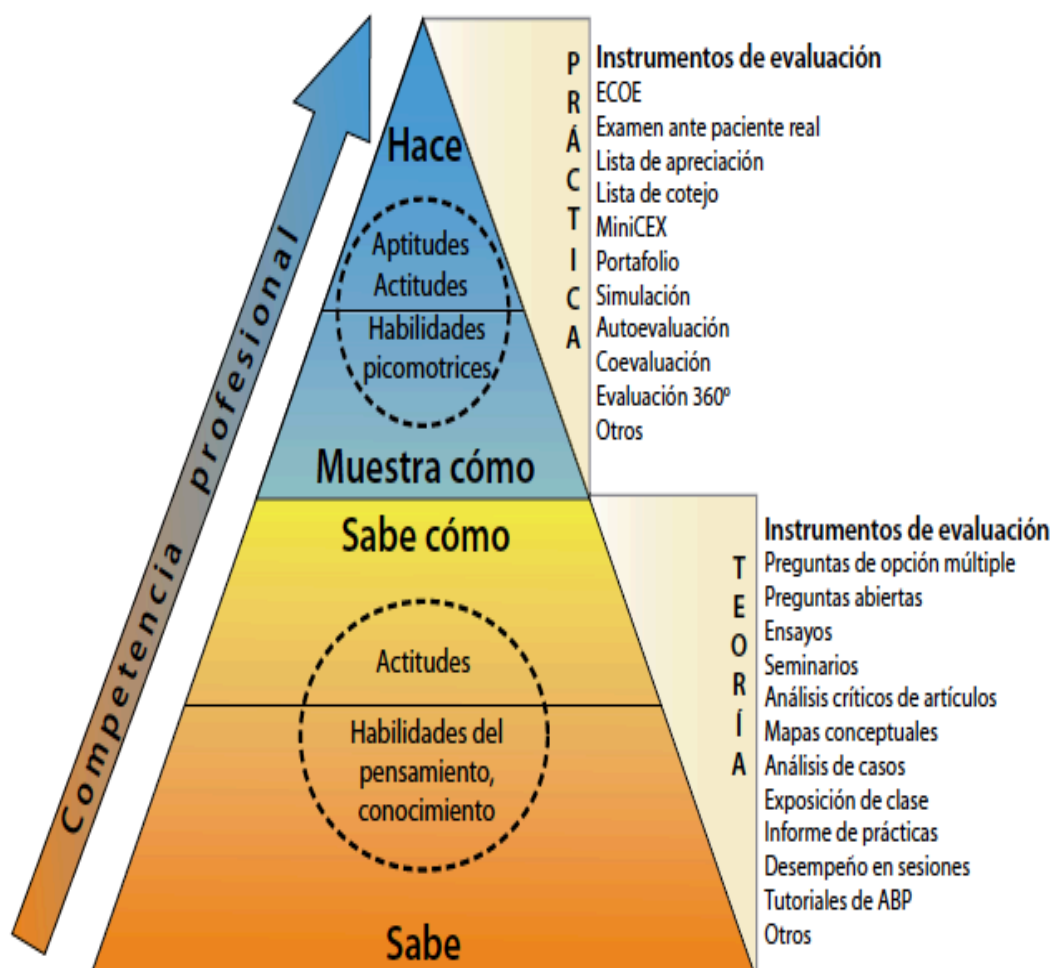 Competencia profesional
Hace
Aptitudes
Actitudes
Habilidades
picomotrices
Muestra cómo
Sabe cómo
Actitudes
Habilidades del
pensamiento,
conocimiento
Sabe
PRÁCTICA
Instrumentos de evaluación
ECOE
Examen ante paciente real
Lista de apreciación
Lista de cotejo
MiniCEX
Portafolio
Simulación
Autoevaluación
Coevaluación
Evaluación 360º
Otros
TEORÍA
Instrumentos de evaluación
Preguntas de opción múltiple
Preguntas abiertas
Ensayos
Seminarios
Análisis críticos de artículos
Mapas conceptuales
Análisis de casos
Exposición de clase
Informe de prácticas
Desempeño en sesiones
Tutoriales de ABP
Otros